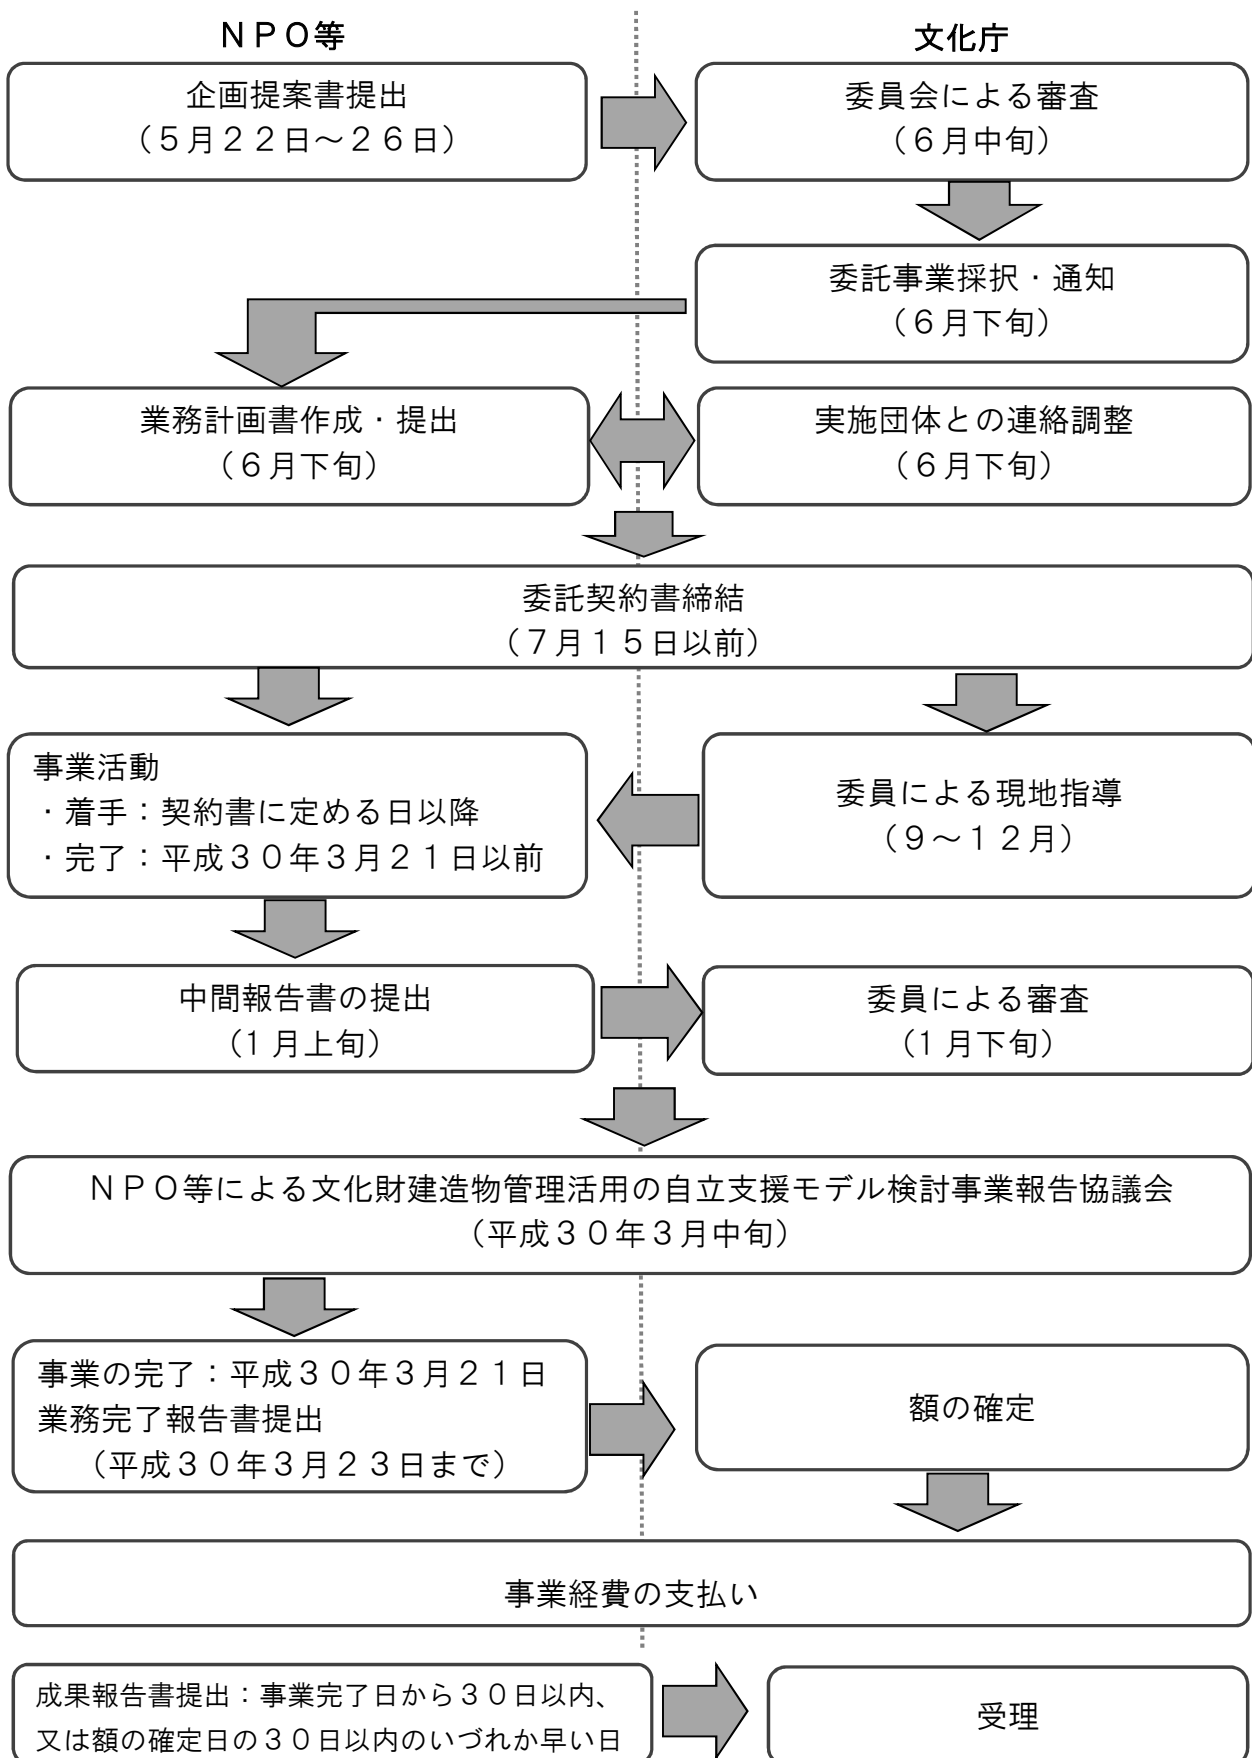 ＮＰＯ等
文化庁
企画提案書提出
（５月２２日～２６日）
委員会による審査
（６月中旬）
委託事業採択・通知
（６月下旬）
業務計画書作成・提出
（６月下旬）
実施団体との連絡調整
（６月下旬）
委託契約書締結
（７月１５日以前）
事業活動
・着手：契約書に定める日以降
・完了：平成３０年３月２１日以前
委員による現地指導
（９～１２月）
中間報告書の提出
（１月上旬）
委員による審査
（１月下旬）
ＮＰＯ等による文化財建造物管理活用の自立支援モデル検討事業報告協議会
（平成３０年３月中旬）
事業の完了：平成３０年３月２１日
業務完了報告書提出
（平成３０年３月２３日まで）
額の確定
事業経費の支払い
成果報告書提出：事業完了日から３０日以内、
又は額の確定日の３０日以内のいづれか早い日
受理